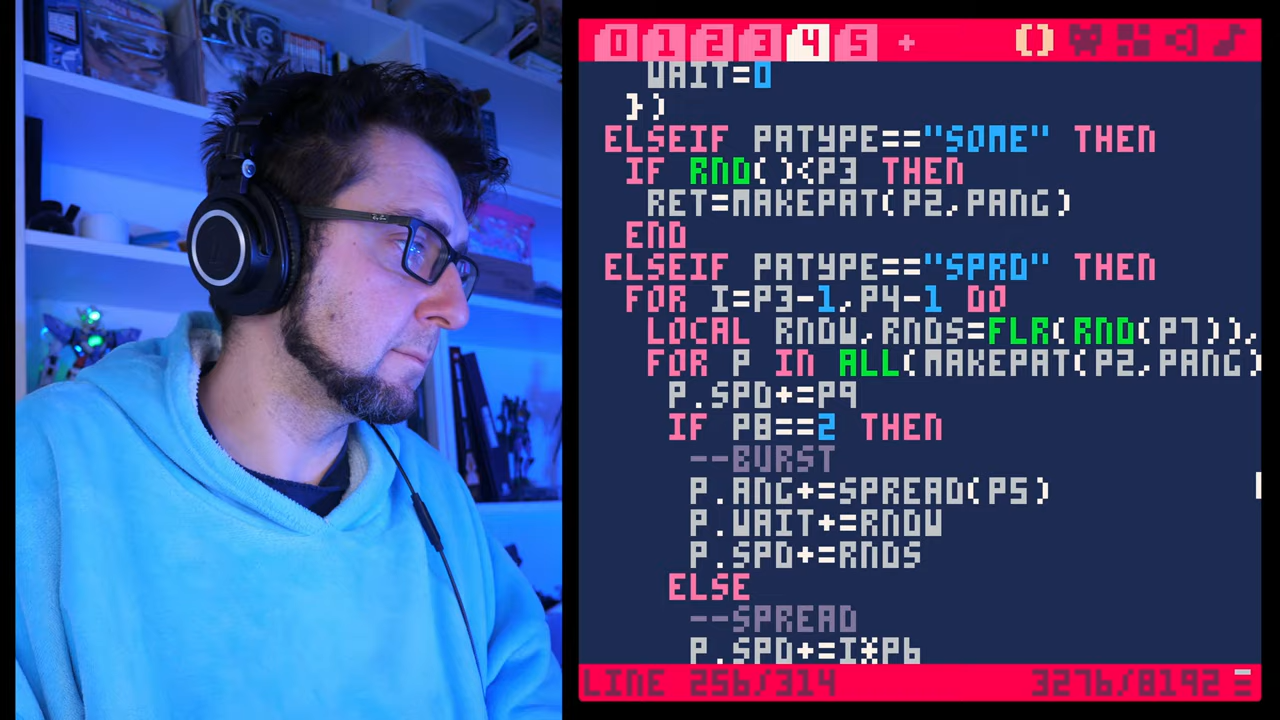 0 1 2 3 4 5 + ()
WAIT=0
})
ELSEIF PATYPE=="SOME" THEN
IF RND()<P3 THEN
RET=MAKEPAT(P2,PANG)
END
ELSEIF PATYPE=="SPRD" THEN
FOR I=P3-1,P4-1 DO
LOCAL RNDW,RNDS=FLR(RND(P7)),
FOR P IN ALL(MAKEPAT(P2,PANG)
P.SPD+=P9
IF P8==2 THEN
--BURST
P.ANG+=SPREAD(P5)
P.WAIT+=RNDW
P.SPD+=RNDS
ELSE
--SPREAD
P.SPD+=I*P6
LINE 256/314 3276/8192